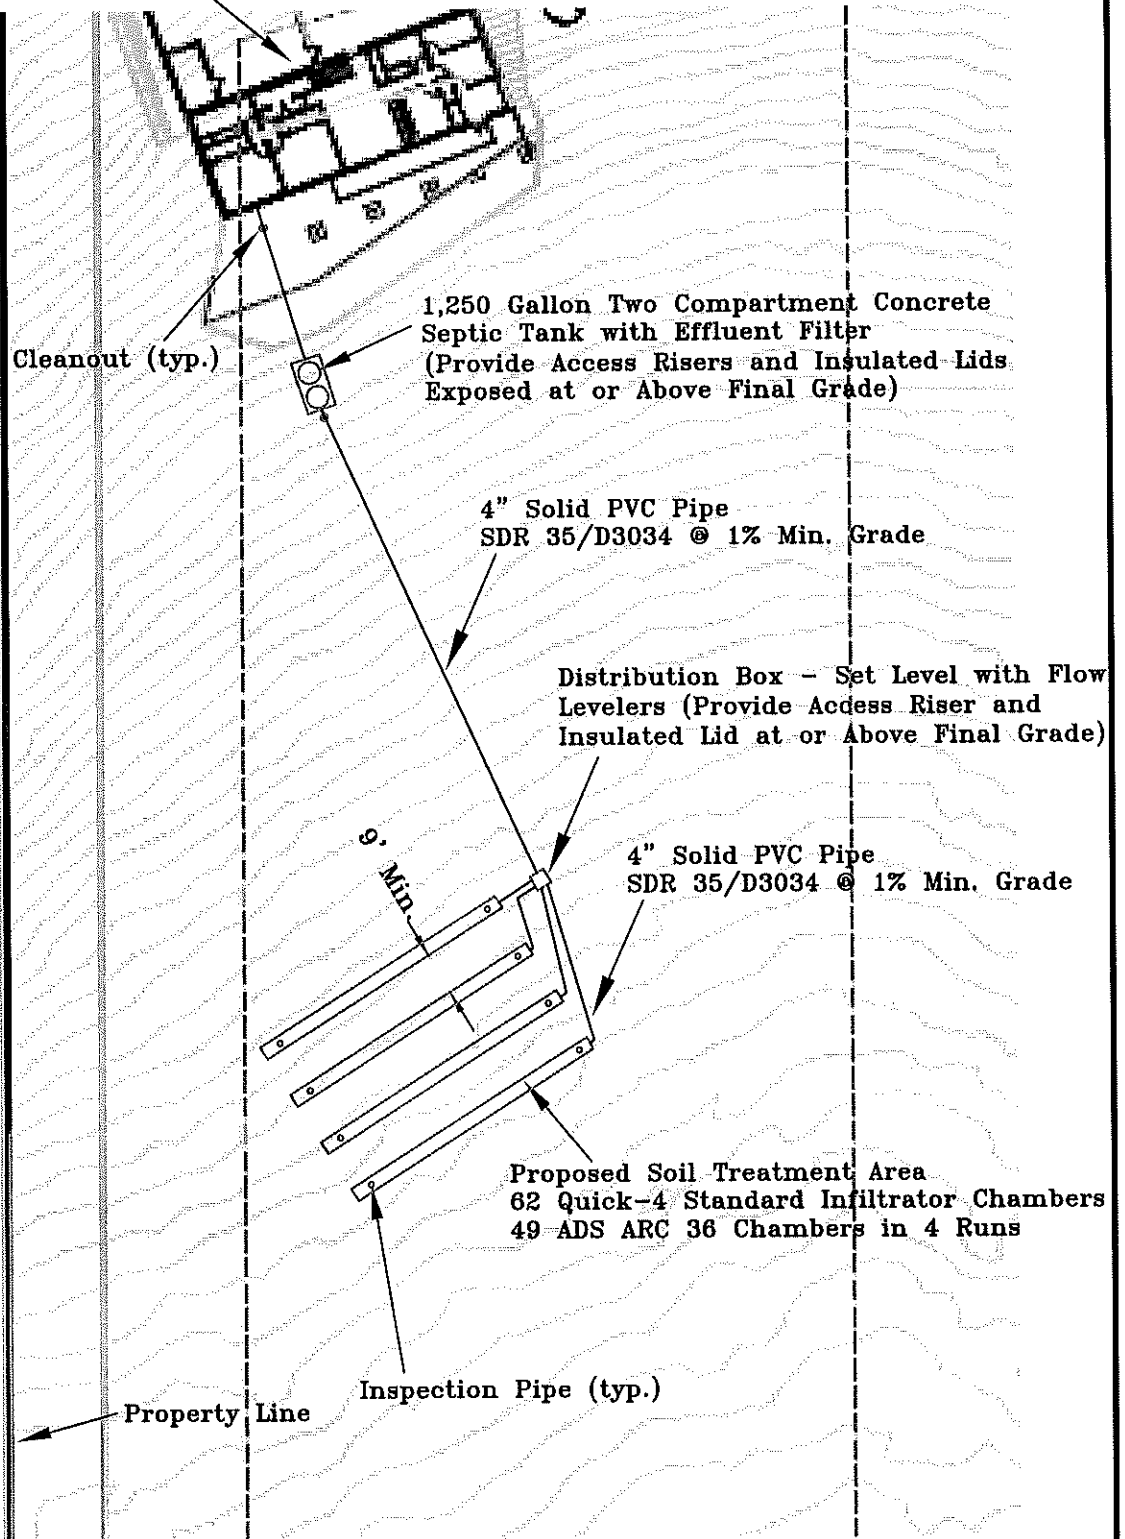 1,250 Gallon Two Compartment Concrete
Septic Tank with Effluent Filter
(Provide Access Risers and Insulated Lids
Exposed at or Above Final Grade)
Cleanout (typ.)
4" Solid PVC Pipe
SDR 35/D3034 @ 1% Min. Grade
Distribution Box - Set Level with Flow
Levelers (Provide Access Riser and
Insulated Lid at or Above Final Grade)
9' Min.
4" Solid PVC Pipe
SDR 35/D3034 @ 1% Min. Grade
Proposed Soil Treatment Area
62 Quick-4 Standard Infiltrator Chambers
49 ADS ARC 36 Chambers in 4 Runs
Inspection Pipe (typ.)
Property Line